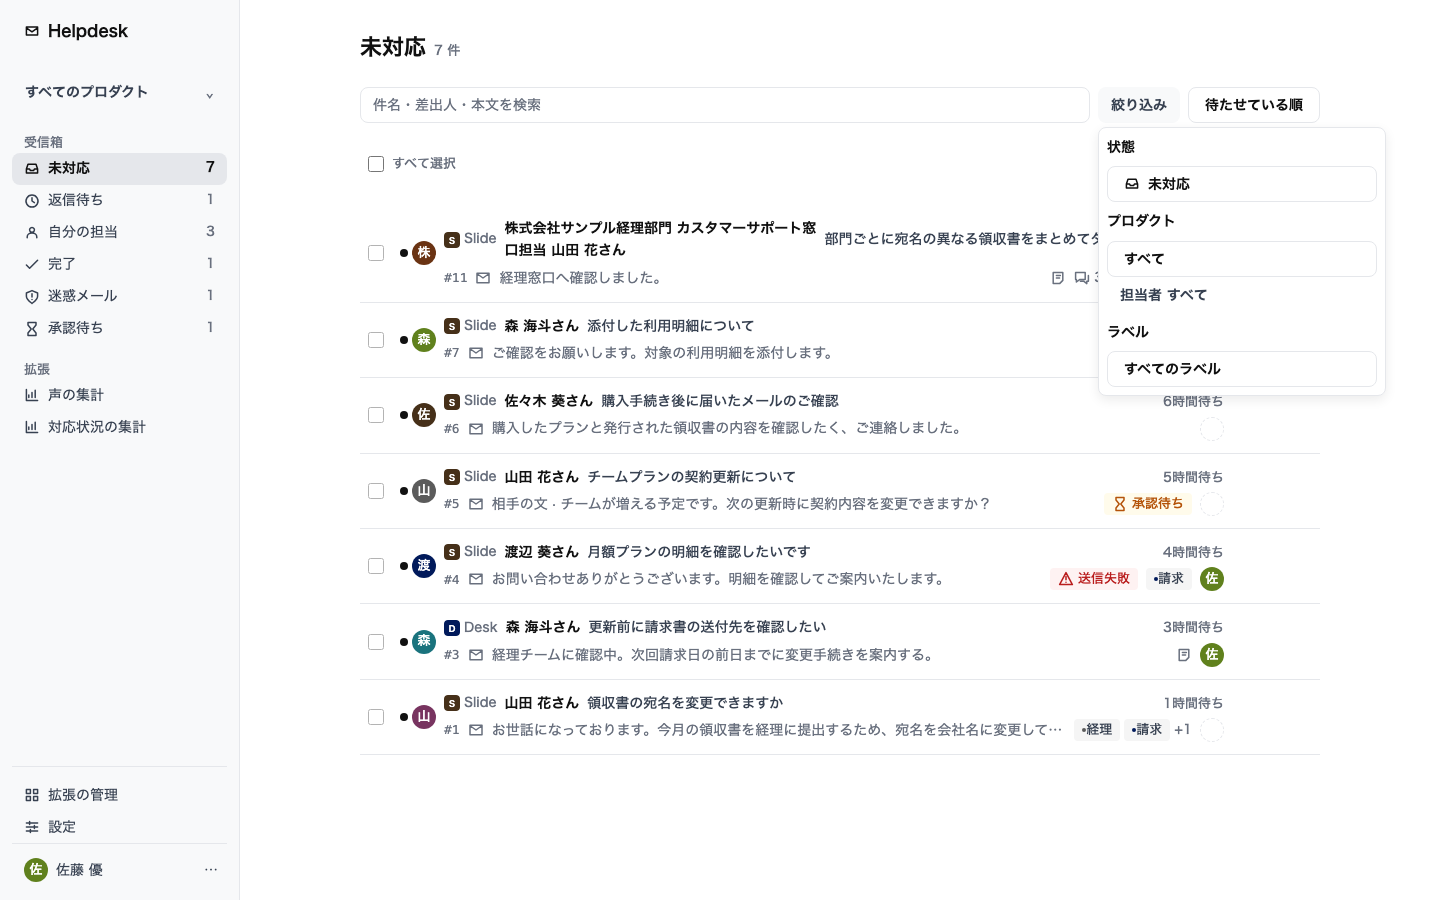 Helpdesk
すべてのプロダクト
受信箱
未対応 7
返信待ち 1
自分の担当 3
完了 1
迷惑メール 1
承認待ち 1
拡張
声の集計
対応状況の集計
拡張の管理
設定
佐 佐藤 優 …
未対応 7 件
件名・差出人・本文を検索
絞り込み
待たせている順
すべて選択
状態
未対応
プロダクト
すべて
担当者 すべて
ラベル
すべてのラベル
株 S Slide 株式会社サンプル経理部門 カスタマーサポート窓
口担当 山田 花さん 部門ごとに宛名の異なる領収書をまとめて
#11 経理窓口へ確認しました。
森 S Slide 森 海斗さん 添付した利用明細について
#7 ご確認をお願いします。対象の利用明細を添付します。
佐 S Slide 佐々木 葵さん 購入手続き後に届いたメールのご確認 6時間待ち
#6 購入したプランと発行された領収書の内容を確認したく、ご連絡しました。
山 S Slide 山田 花さん チームプランの契約更新について 5時間待ち
#5 相手の文 · チームが増える予定です。次の更新時に契約内容を変更できますか？ 承認待ち
渡 S Slide 渡辺 葵さん 月額プランの明細を確認したいです 4時間待ち
#4 お問い合わせありがとうございます。明細を確認してご案内いたします。 送信失敗 •請求 佐
森 D Desk 森 海斗さん 更新前に請求書の送付先を確認したい 3時間待ち
#3 経理チームに確認中。次回請求日の前日までに変更手続きを案内する。 佐
山 S Slide 山田 花さん 領収書の宛名を変更できますか 1時間待ち
#1 お世話になっております。今月の領収書を経理に提出するため、宛名を会社名に変更して… •経理 •請求 +1